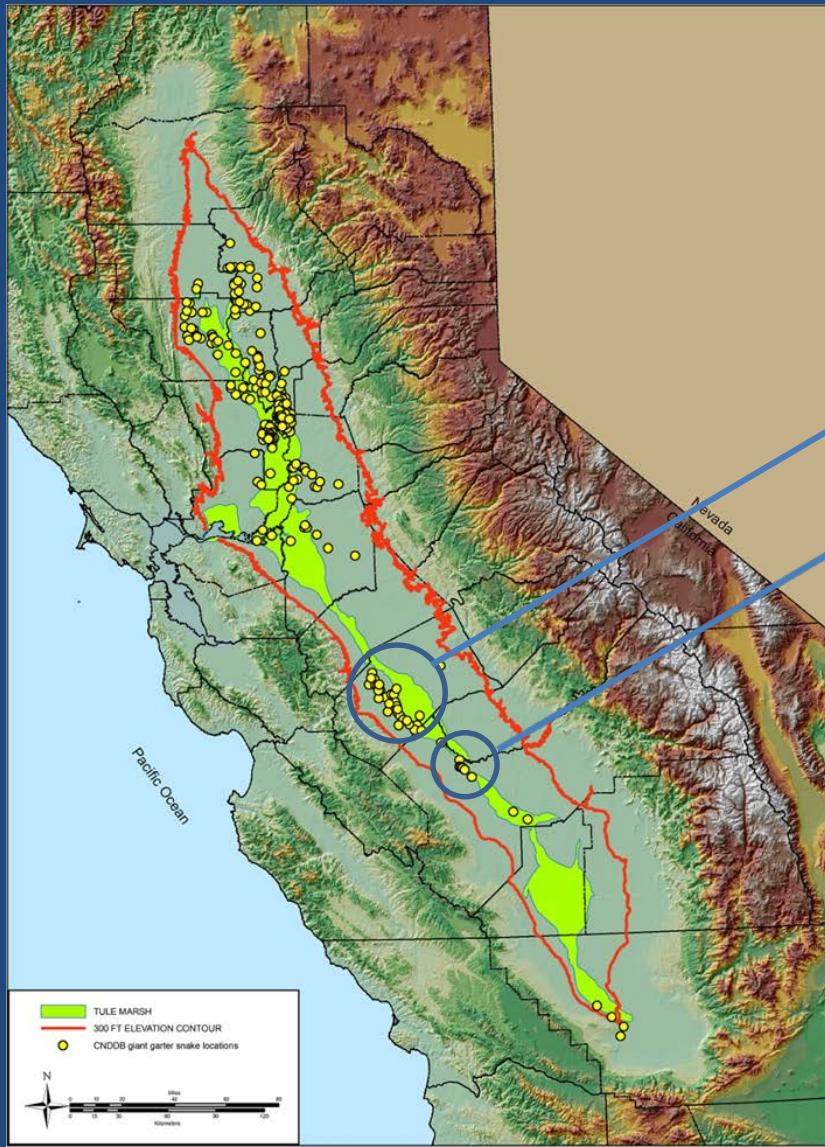 Nevada
California
Pacific Ocean
TULE MARSH
300 FT ELEVATION CONTOUR
CNDDB giant garter snake locations
N
Miles
Kilometers